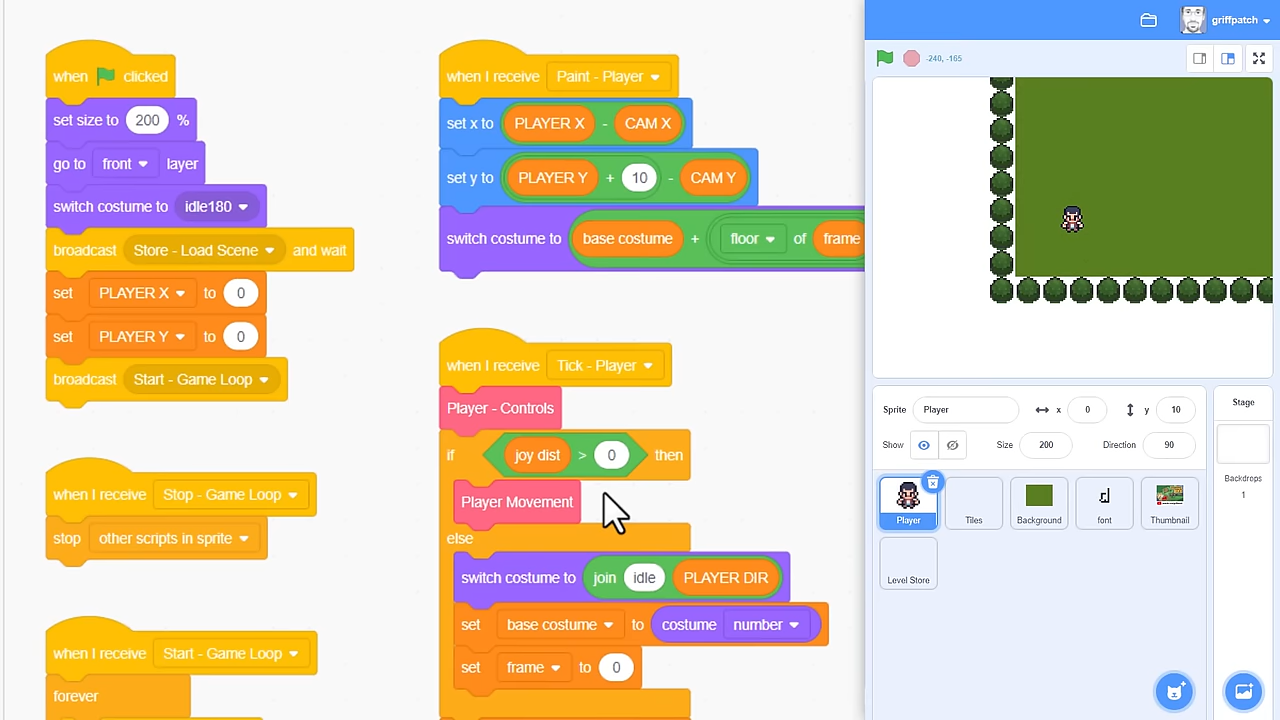 when clicked
set size to 200 %
go to front layer
switch costume to idle180
broadcast Store - Load Scene and wait
set PLAYER X to 0
set PLAYER Y to 0
broadcast Start - Game Loop
when I receive Stop - Game Loop
stop other scripts in sprite
when I receive Start - Game Loop
forever
when I receive Paint - Player
set x to PLAYER X - CAM X
set y to PLAYER Y + 10 - CAM Y
switch costume to base costume + floor of frame
when I receive Tick - Player
Player - Controls
if joy dist > 0 then
Player Movement
else
switch costume to join idle PLAYER DIR
set base costume to costume number
set frame to 0
griffpatch
-240, -165
Sprite Player x 0 y 10
Show Size 200 Direction 90
Player
Tiles
Background
font
Thumbnail
Level Store
Stage
Backdrops
1